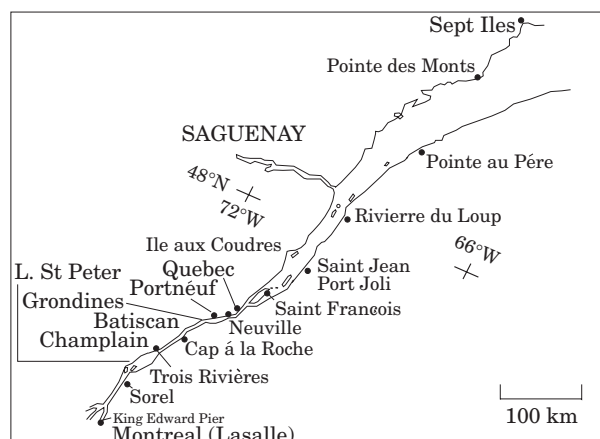 Sept Iles
Pointe des Monts
SAGUENAY
Pointe au Pére
48°N
72°W
Rivierre du Loup
Ile aux Coudres
66°W
L. St Peter
Quebec
Saint Jean
Port Joli
Portnéuf
Grondines
Saint Francois
Batiscan
Neuville
Champlain
Cap á la Roche
Trois Rivières
Sorel
100 km
King Edward Pier
Montreal (Lasalle)